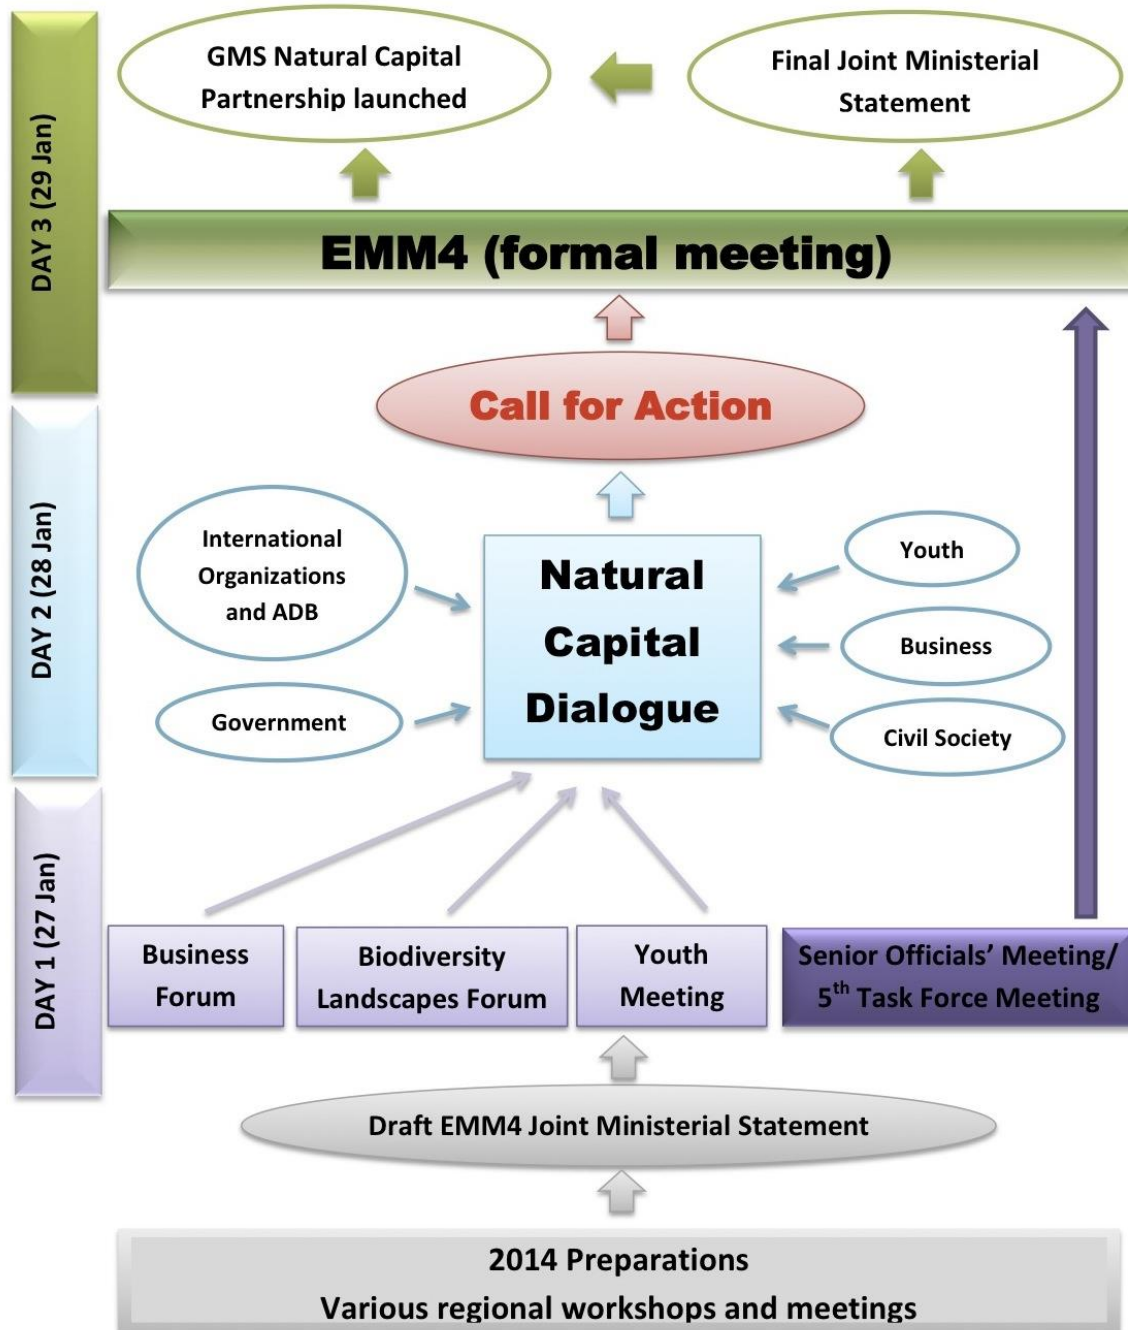 GMS Natural Capital
Partnership launched
Final Joint Ministerial
Statement
DAY 3 (29 Jan)
EMM4 (formal meeting)
Call for Action
DAY 2 (28 Jan)
International
Organizations
and ADB
Government
Natural
Capital
Dialogue
Youth
Business
Civil Society
DAY 1 (27 Jan)
Business
Forum
Biodiversity
Landscapes Forum
Youth
Meeting
Senior Officials’ Meeting/
5th Task Force Meeting
Draft EMM4 Joint Ministerial Statement
2014 Preparations
Various regional workshops and meetings